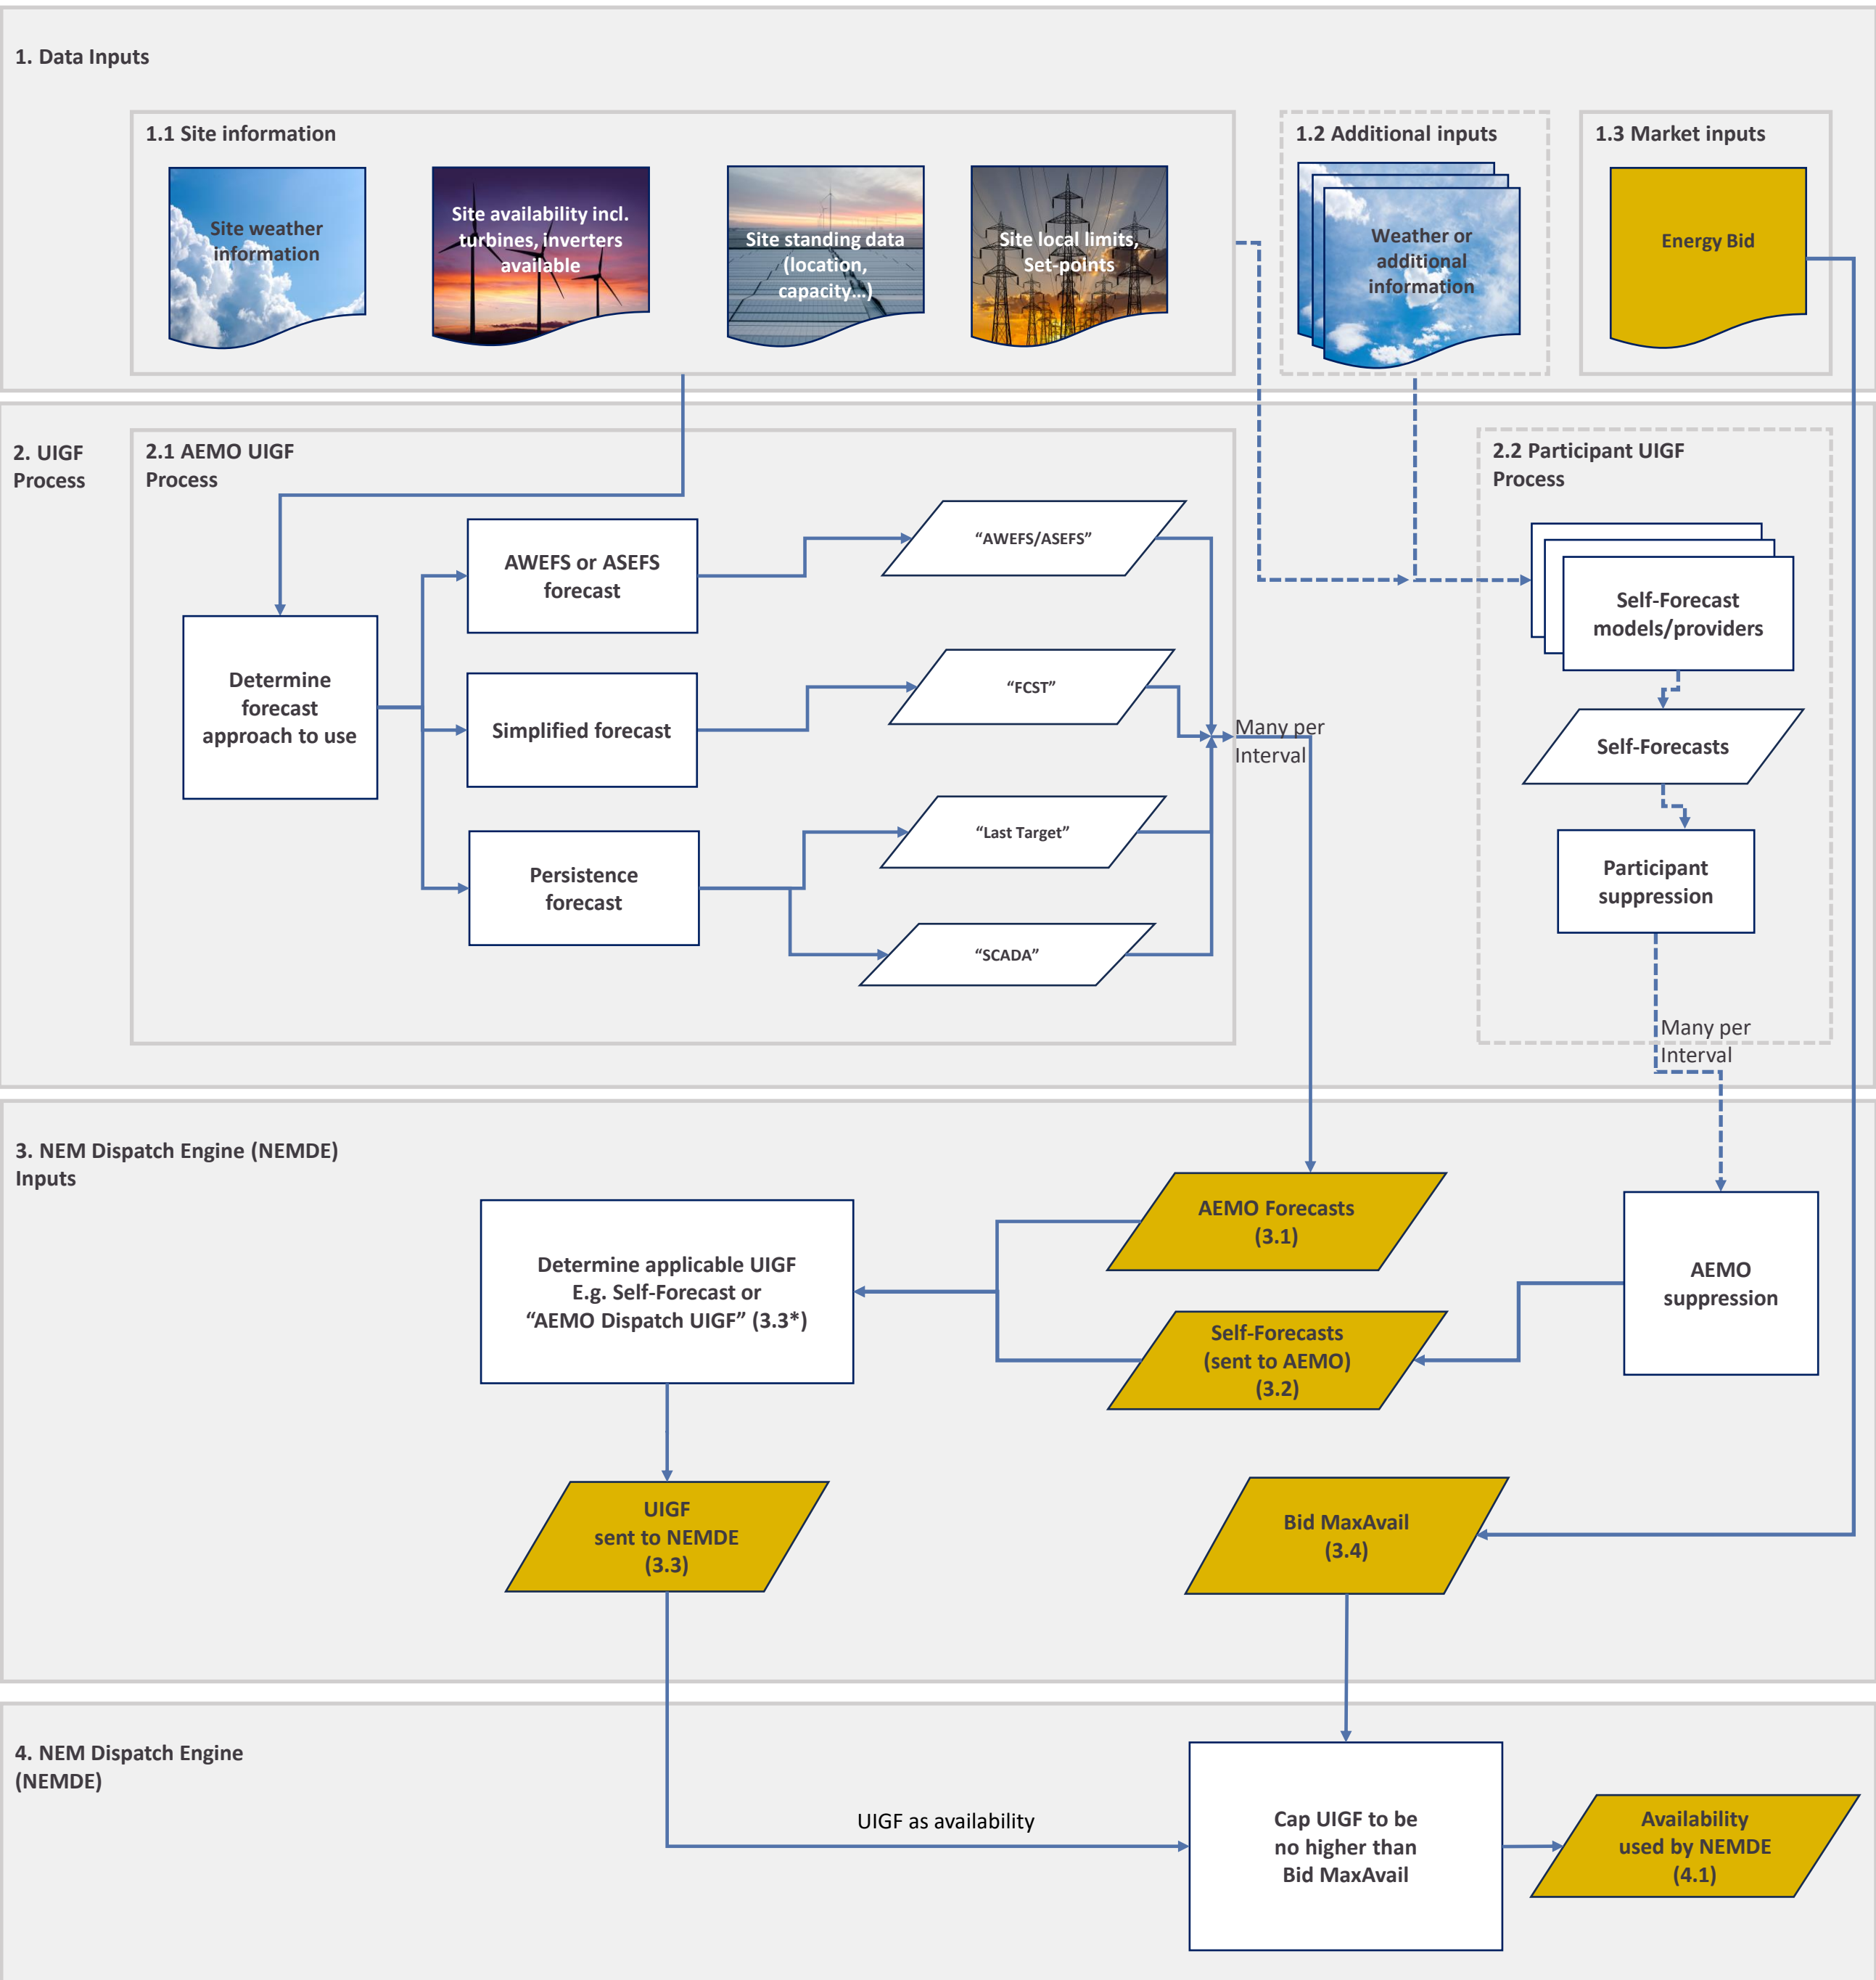 1. Data Inputs
1.1 Site information
Site weather
information
Site availability incl.
turbines, inverters
available
Site standing data
(location,
capacity...)
Site local limits,
Set-points
1.2 Additional inputs
Weather or
additional
information
1.3 Market inputs
Energy Bid
2. UIGF
Process
2.1 AEMO UIGF
Process
Determine
forecast
approach to use
AWEFS or ASEFS
forecast
Simplified forecast
Persistence
forecast
“AWEFS/ASEFS”
“FCST”
“Last Target”
“SCADA”
Many per
Interval
2.2 Participant UIGF
Process
Self-Forecast
models/providers
Self-Forecasts
Participant
suppression
Many per
Interval
3. NEM Dispatch Engine (NEMDE)
Inputs
Determine applicable UIGF
E.g. Self-Forecast or
“AEMO Dispatch UIGF” (3.3*)
AEMO Forecasts
(3.1)
Self-Forecasts
(sent to AEMO)
(3.2)
AEMO
suppression
UIGF
sent to NEMDE
(3.3)
Bid MaxAvail
(3.4)
4. NEM Dispatch Engine
(NEMDE)
UIGF as availability
Cap UIGF to be
no higher than
Bid MaxAvail
Availability
used by NEMDE
(4.1)